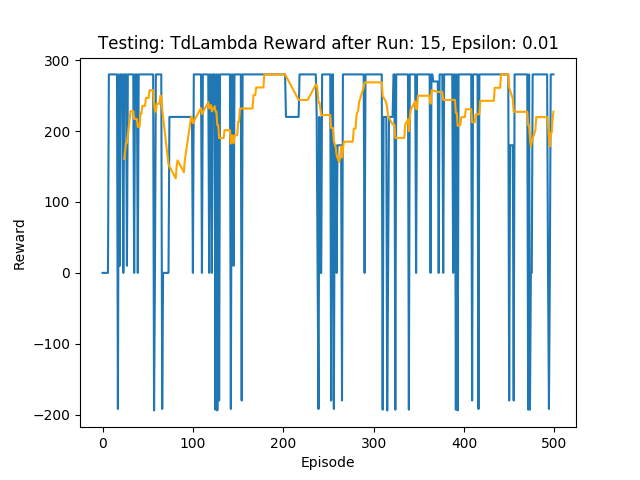 Testing: TdLambda Reward after Run: 15, Epsilon: 0.01
300
200
100
0
−100
−200
Reward
0 100 200 300 400 500
Episode